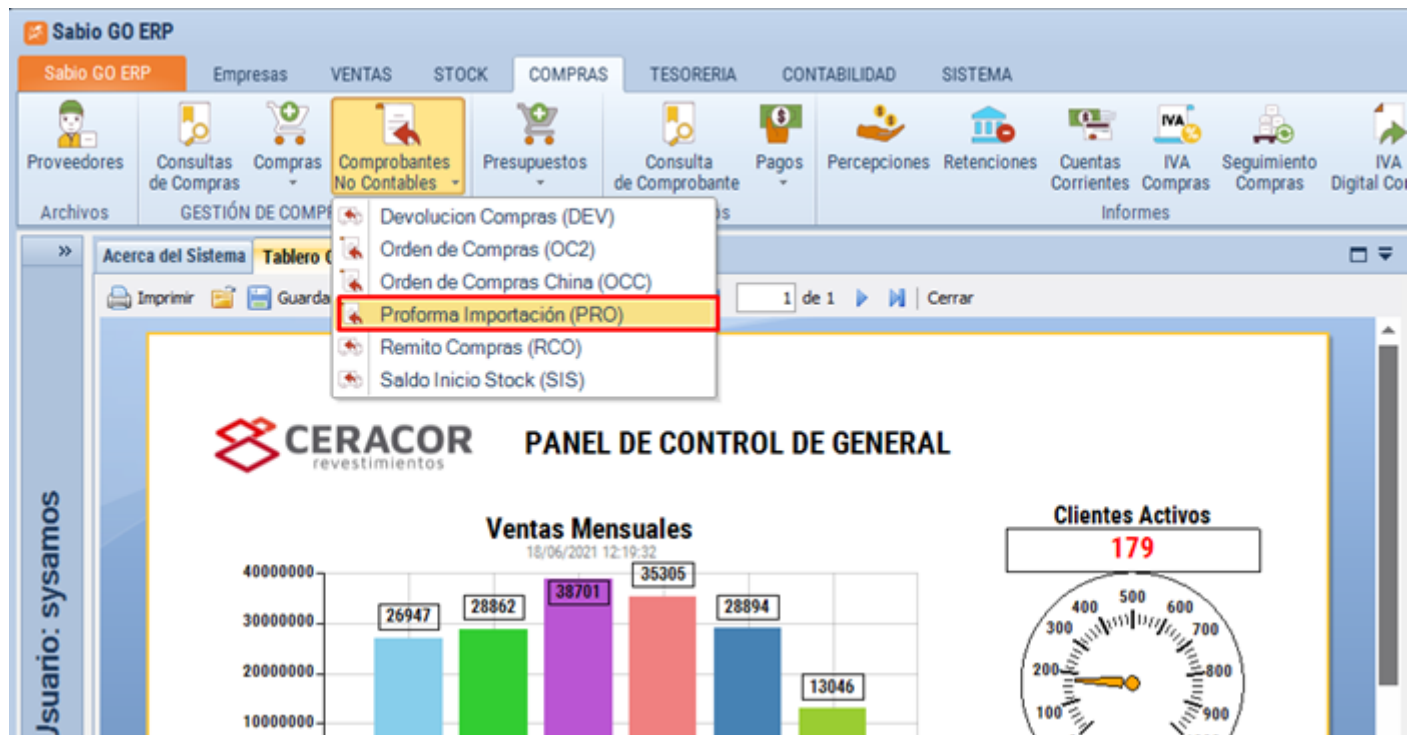 Sabio GO ERP
Sabio GO ERP Empresas VENTAS STOCK COMPRAS TESORERIA CONTABILIDAD SISTEMA
Proveedores
Consultas
de Compras
Compras
Comprobantes
No Contables
Presupuestos
Consulta
de Comprobante
Pagos
Percepciones
Retenciones
Cuentas
Corrientes
IVA
IVA
Compras
Seguimiento
Compras
IVA
Digital
Archivos
GESTIÓN DE
Informes
Devolucion Compras (DEV)
Orden de Compras (OC2)
Orden de Compras China (OCC)
Proforma Importación (PRO)
Remito Compras (RCO)
Saldo Inicio Stock (SIS)
» Acerca del Sistema Tablero
Imprimir 1 de 1 Cerrar
CERACOR
revestimientos
PANEL DE CONTROL DE GENERAL
Usuario: sysamos
Ventas Mensuales
18/06/2021 12:19:32
40000000
30000000
20000000
10000000
26947
28862
38701
35305
28894
13046
Clientes Activos
179
100
200
300
400
500
600
700
800
900